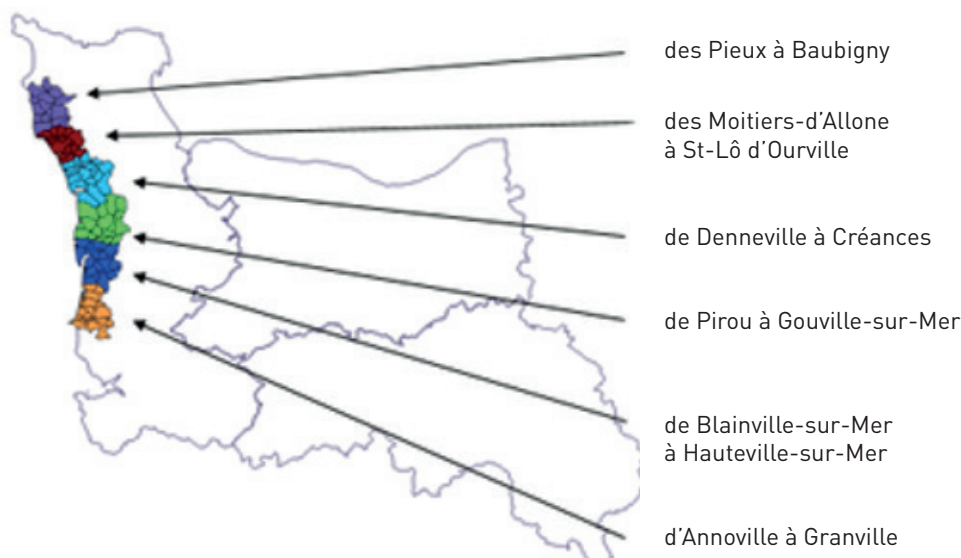 des Pieux à Baubigny
des Moitiers-d'Allone
à St-Lô d'Ourville
de Denneville à Créances
de Pirou à Gouville-sur-Mer
de Blainville-sur-Mer
à Hauteville-sur-Mer
d'Annoville à Granville